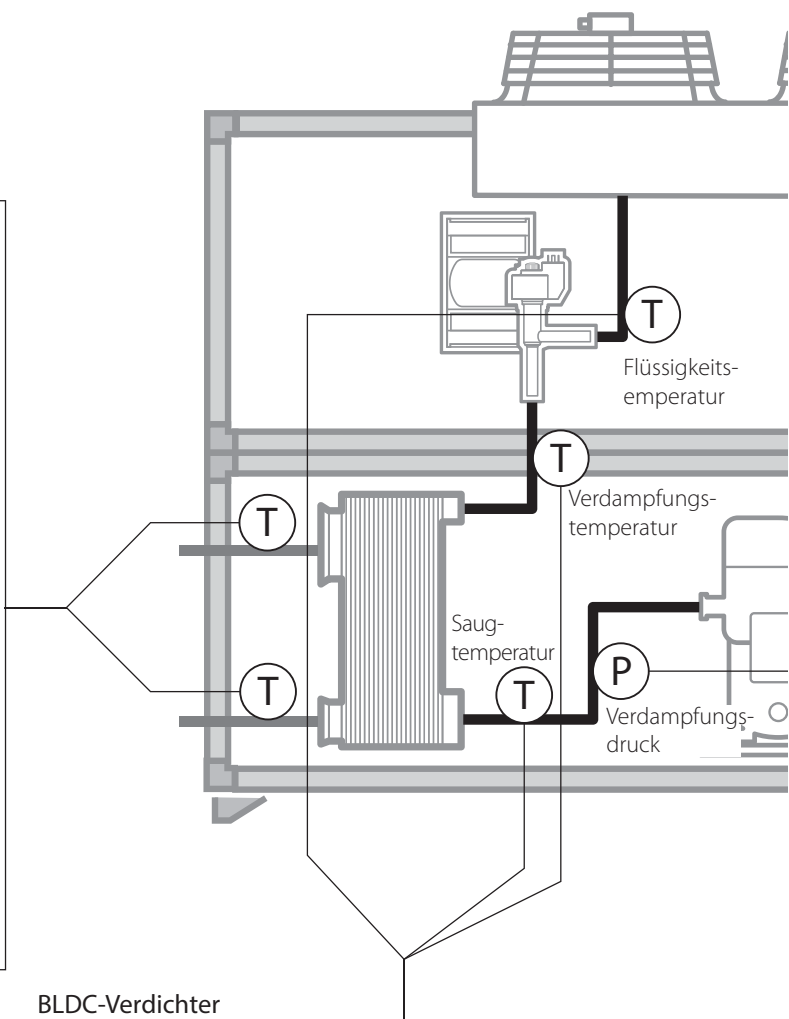 T
Flüssigkeits-
emperatur
T
Verdampfungs-
temperatur
T
Saug-
temperatur
T
P
T
Verdampfungs-
druck
BLDC-Verdichter